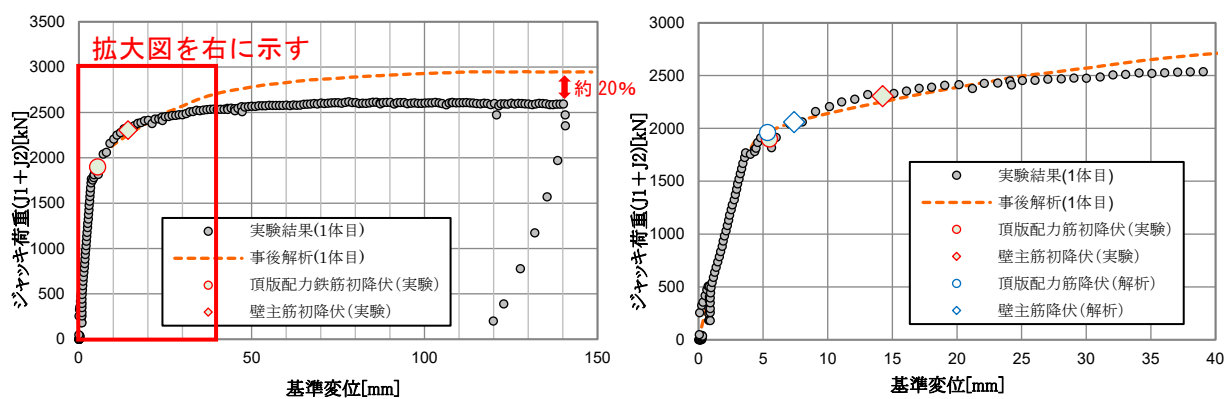 3500
3000
2500
2000
1500
1000
500
0
ジャッキ荷重(J1＋J2)[kN]
拡大図を右に示す
約20%
実験結果(1体目)
事後解析(1体目)
頂版配力鉄筋初降伏(実験)
壁主筋初降伏(実験)
0 50 100 150
基準変位[mm]
3000
2500
2000
1500
1000
500
0
ジャッキ荷重(J1＋J2)[kN]
実験結果(1体目)
事後解析(1体目)
頂版配力筋初降伏(実験)
壁主筋初降伏(実験)
頂版配力筋降伏(解析)
壁主筋降伏(解析)
0 5 10 15 20 25 30 35 40
基準変位[mm]